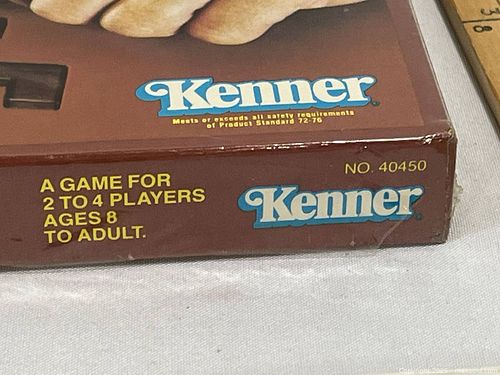 Kenner
Meets or exceeds all safety requirements
of Product Standard 72-76
A GAME FOR
2 TO 4 PLAYERS
AGES 8
TO ADULT.
NO. 40450
Kenner
8